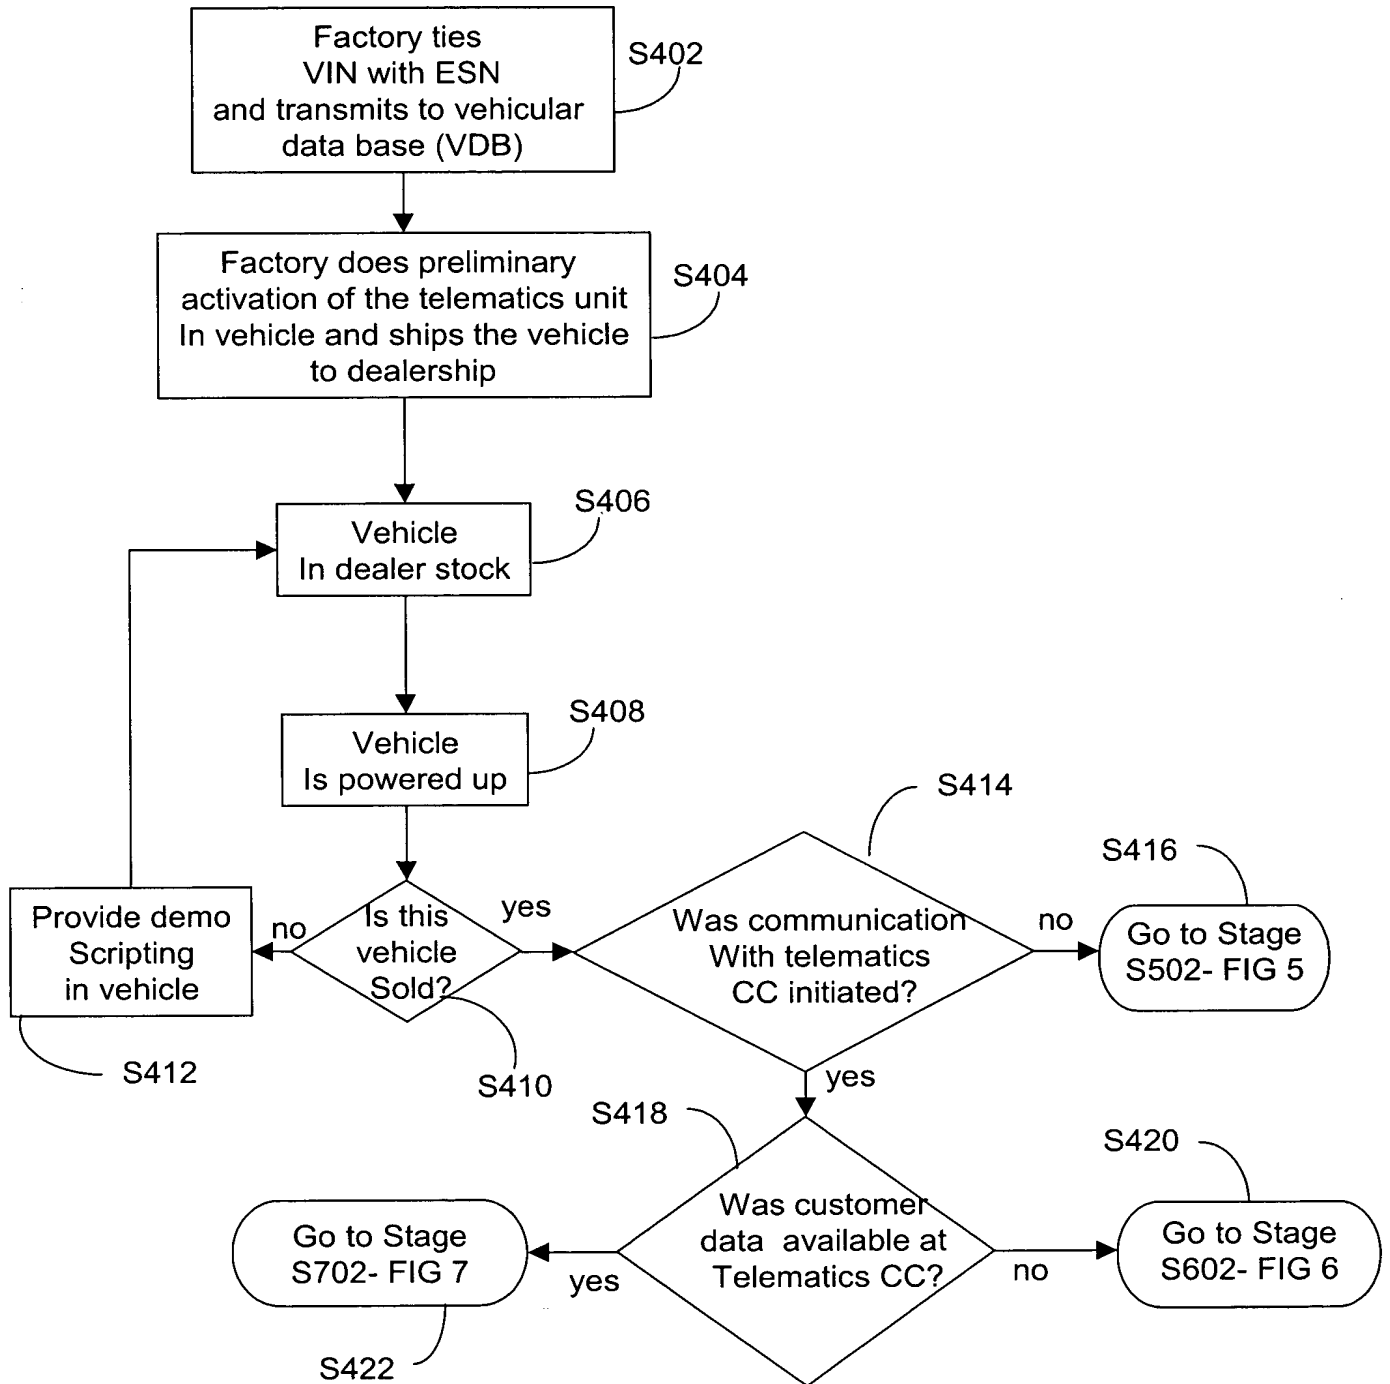 Factory ties
VIN with ESN
and transmits to vehicular
data base (VDB)
S402
Factory does preliminary
activation of the telematics unit
In vehicle and ships the vehicle
to dealership
S404
Vehicle
In dealer stock
S406
Vehicle
Is powered up
S408
Is this
vehicle
Sold?
S410
no
yes
Provide demo
Scripting
in vehicle
S412
Was communication
With telematics
CC initiated?
S414
no
yes
Go to Stage
S502- FIG 5
S416
Was customer
data available at
Telematics CC?
S418
yes
no
Go to Stage
S602- FIG 6
S420
Go to Stage
S702- FIG 7
S422